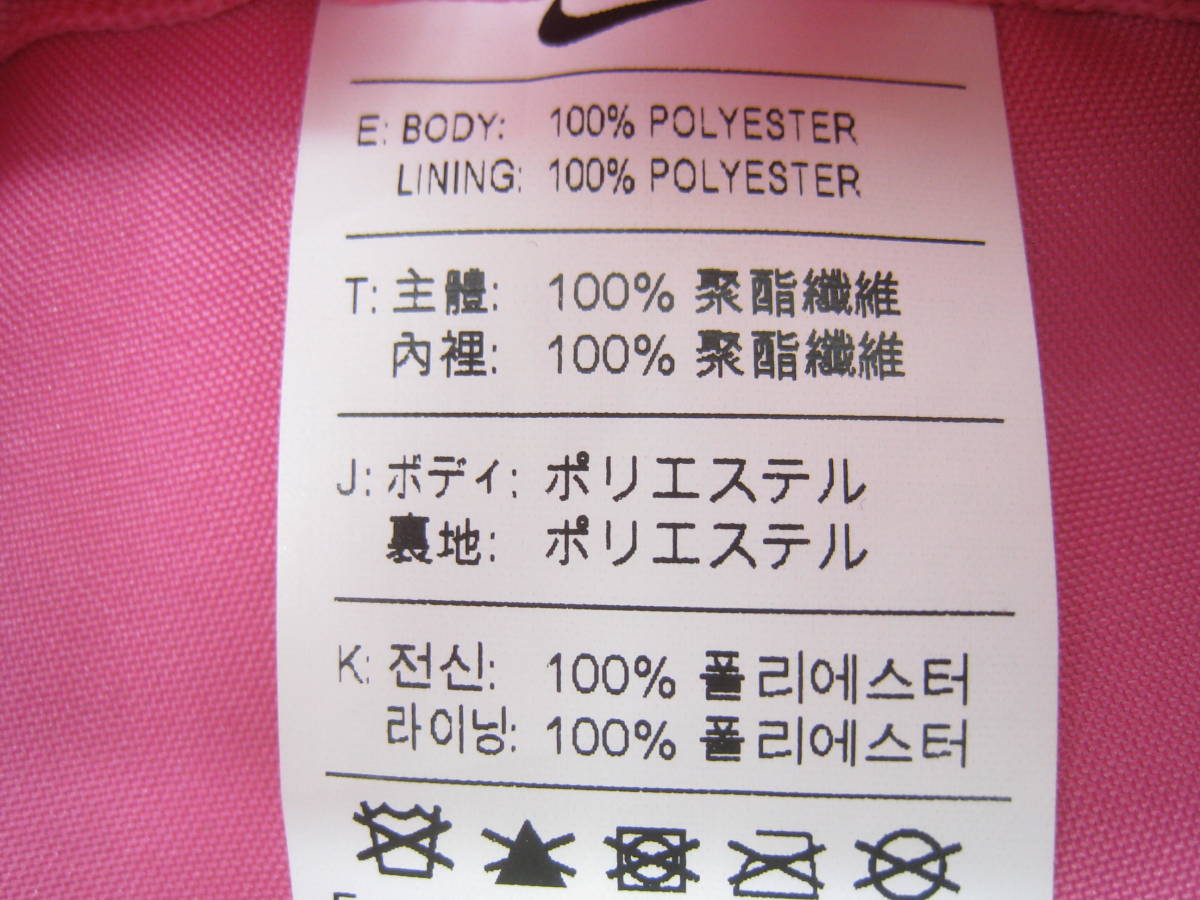 E: BODY: 100% POLYESTER
LINING: 100% POLYESTER
T: 主體: 100% 聚酯纖維
內裡: 100% 聚酯纖維
J: ボディ: ポリエステル
裏地: ポリエステル
K: 전신: 100% 폴리에스터
라이닝: 100% 폴리에스터